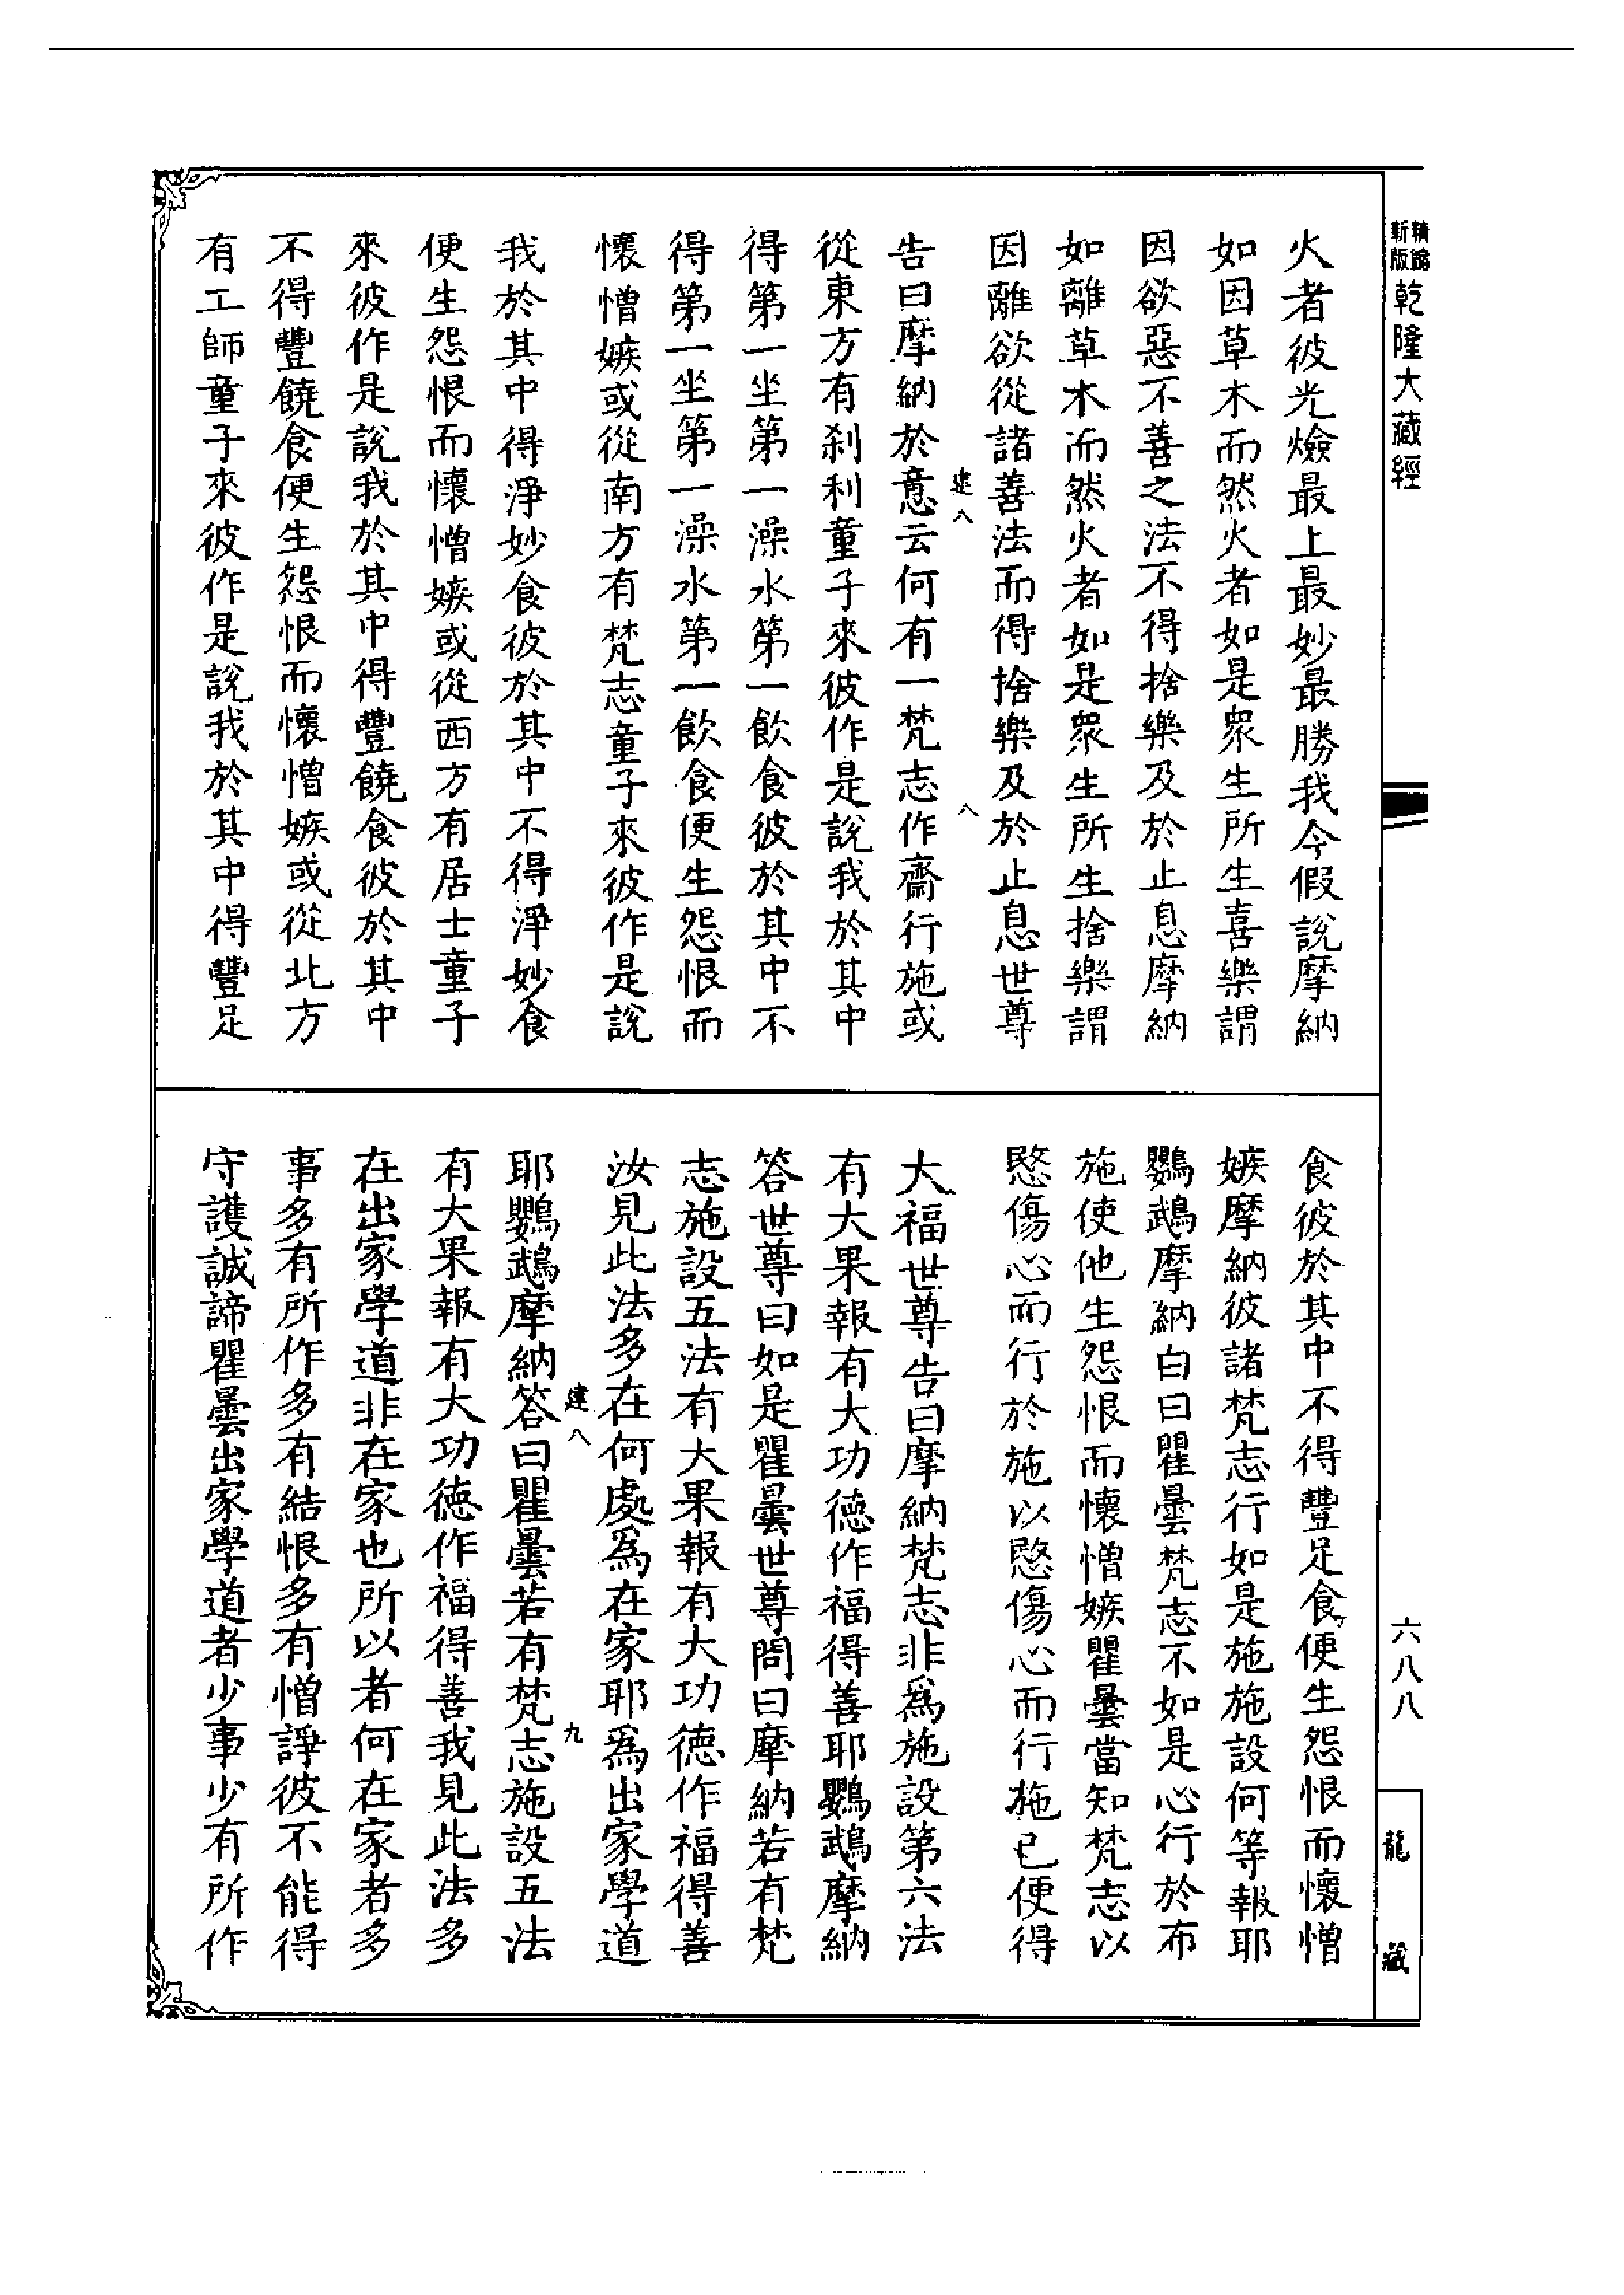 新版
精縮
乾隆大藏經
火者彼光燄最上最妙最勝我今假說摩納
如因草木而然火者如是眾生所生喜樂謂
因欲惡不善之法不得捨樂及於止息摩納
如離草木而然火者如是眾生所生捨樂謂
因離欲從諸善法而得捨樂及於止息世尊
建八
八
告曰摩納於意云何有一梵志作齋行施或
從東方有剎利童子來彼作是說我於其中
得第一坐第一澡水第一飲食彼於其中不
得第一坐第一澡水第一飲食便生怨恨而
懷憎嫉或從南方有梵志童子來彼作是說
我於其中得淨妙食彼於其中不得淨妙食
便生怨恨而懷憎嫉或從西方有居士童子
來彼作是說我於其中得豐饒食彼於其中
不得豐饒食便生怨恨而懷憎嫉或從北方
有工師童子來彼作是說我於其中得豐足
食彼於其中不得豐足食便生怨恨而懷憎
嫉摩納彼諸梵志行如是施施設何等報耶
鸚鵡摩納白曰瞿曇梵志不如是心行於布
施使他生怨恨而懷憎嫉瞿曇當知梵志以
愍傷心而行於施以愍傷心而行施已便得
大福世尊告曰摩納梵志非為施設第六法
有大果報有大功德作福得善耶鸚鵡摩納
答世尊曰如是瞿曇世尊問曰摩納若有梵
志施設五法有大果報有大功德作福得善
汝見此法多在何處為在家耶為出家學道
建八
九
耶鸚鵡摩納答曰瞿曇若有梵志施設五法
有大果報有大功德作福得善我見此法多
在出家學道非在家也所以者何在家者多
事多有所作多有結恨多有憎諍彼不能得
守護誠諦瞿曇出家學道者少事少有所作
六八八
龍藏